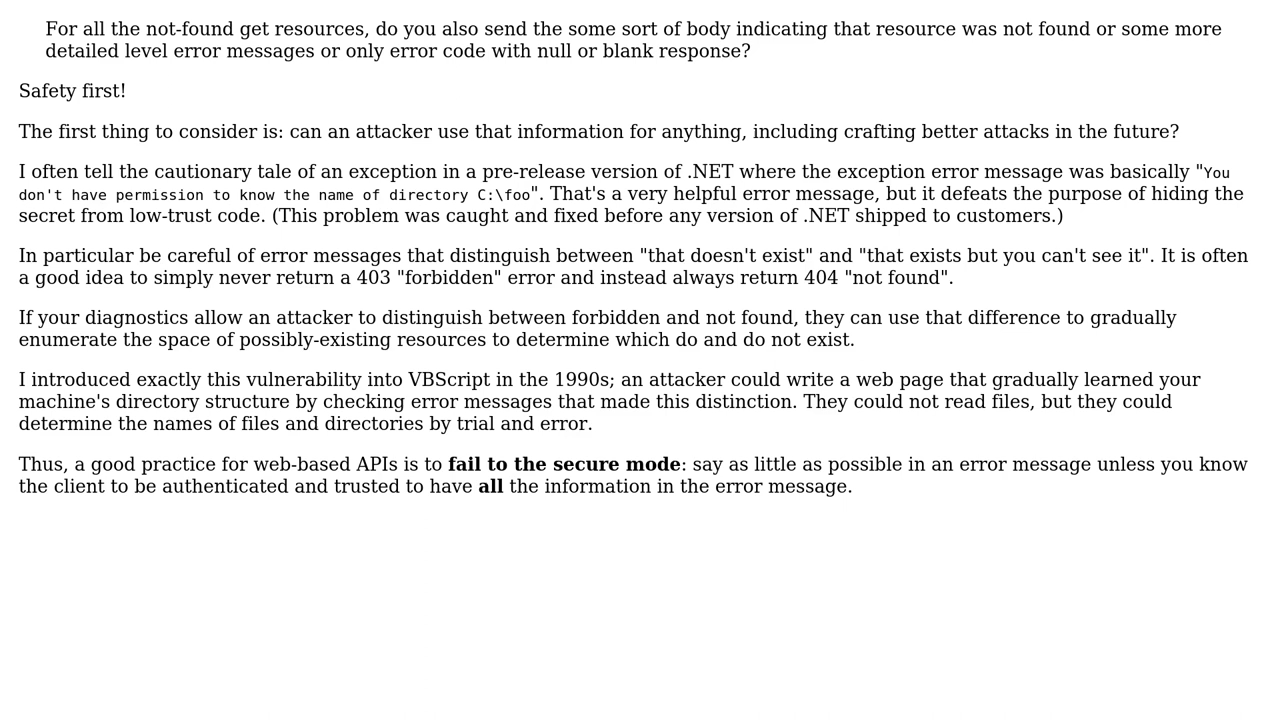 For all the not-found get resources, do you also send the some sort of body indicating that resource was not found or some more
detailed level error messages or only error code with null or blank response?
Safety first!
The first thing to consider is: can an attacker use that information for anything, including crafting better attacks in the future?
I often tell the cautionary tale of an exception in a pre-release version of .NET where the exception error message was basically "You
don't have permission to know the name of directory C:\foo". That's a very helpful error message, but it defeats the purpose of hiding the
secret from low-trust code. (This problem was caught and fixed before any version of .NET shipped to customers.)
In particular be careful of error messages that distinguish between "that doesn't exist" and "that exists but you can't see it". It is often
a good idea to simply never return a 403 "forbidden" error and instead always return 404 "not found".
If your diagnostics allow an attacker to distinguish between forbidden and not found, they can use that difference to gradually
enumerate the space of possibly-existing resources to determine which do and do not exist.
I introduced exactly this vulnerability into VBScript in the 1990s; an attacker could write a web page that gradually learned your
machine's directory structure by checking error messages that made this distinction. They could not read files, but they could
determine the names of files and directories by trial and error.
Thus, a good practice for web-based APIs is to fail to the secure mode: say as little as possible in an error message unless you know
the client to be authenticated and trusted to have all the information in the error message.